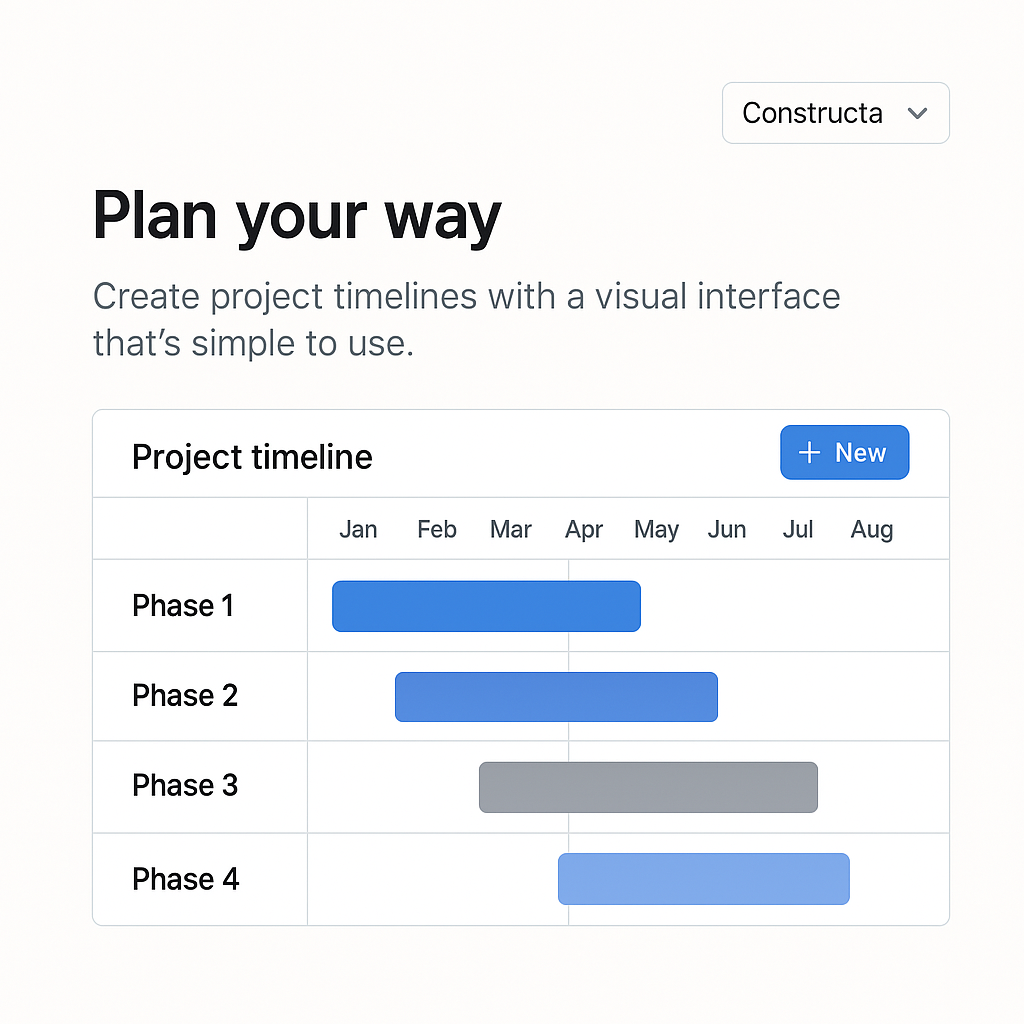 Constructa
Plan your way
Create project timelines with a visual interface
that’s simple to use.
Project timeline
+ New
Jan Feb Mar Apr May Jun Jul Aug
Phase 1
Phase 2
Phase 3
Phase 4